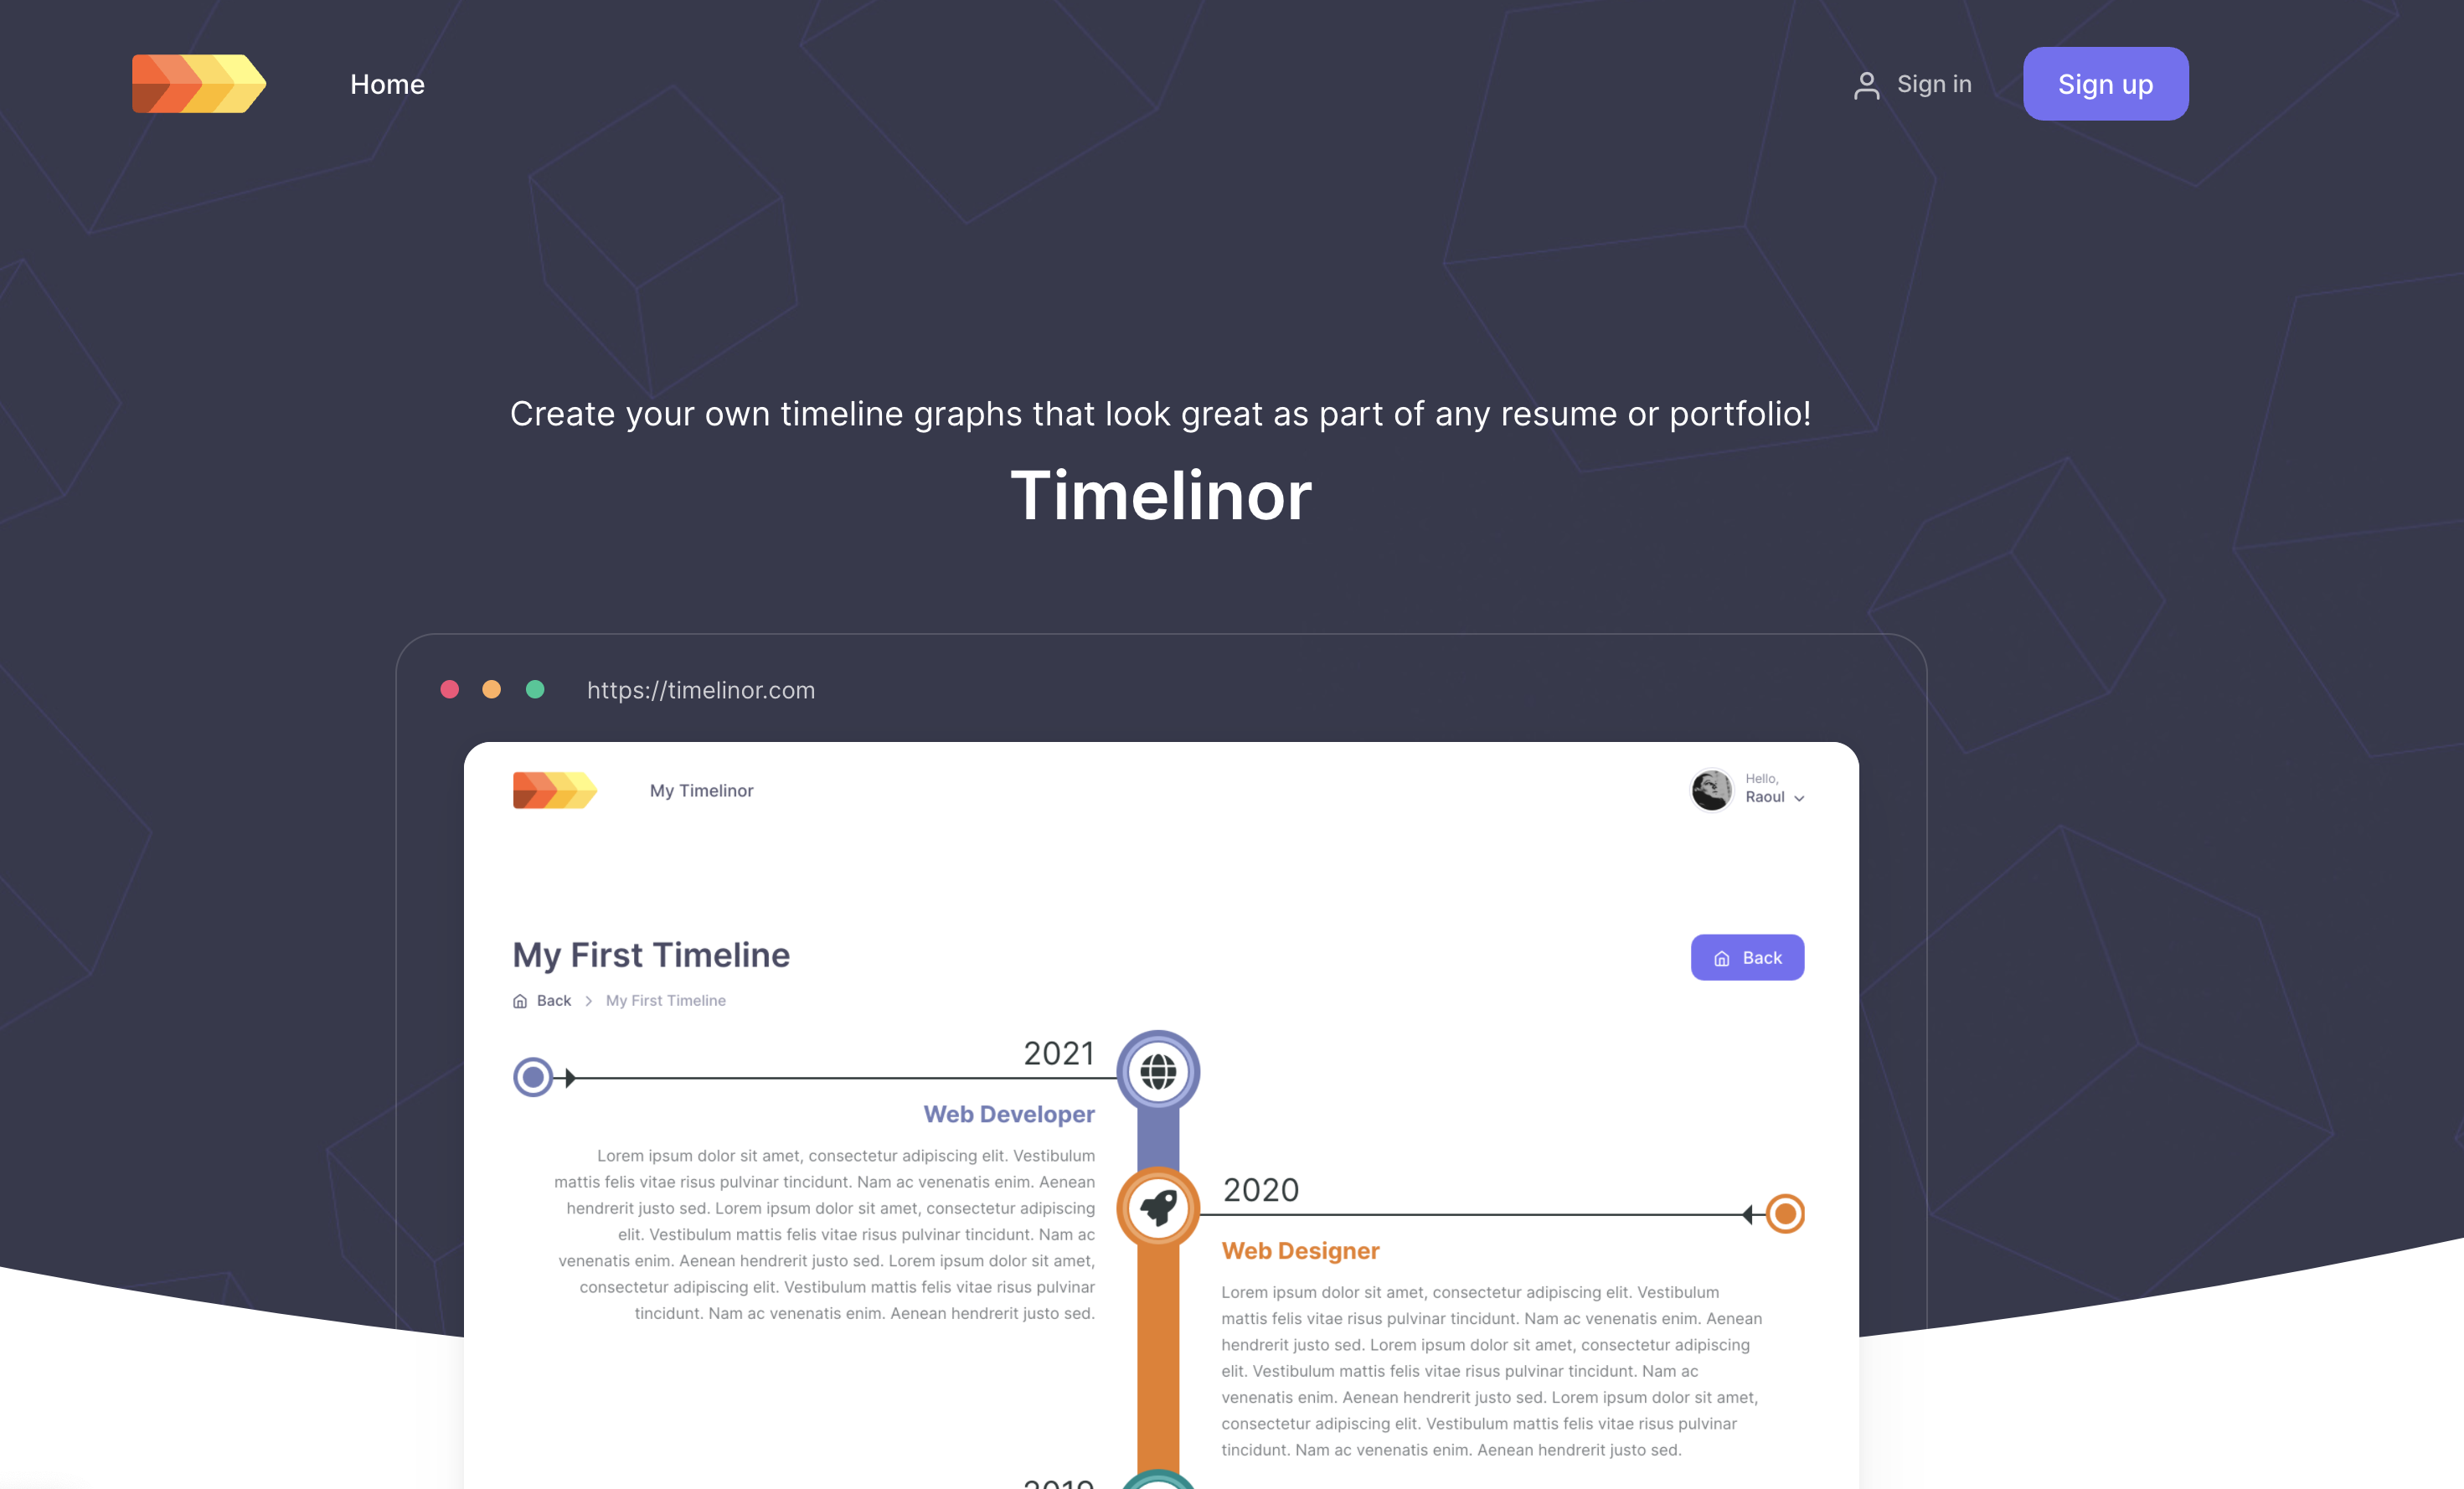 Home
Sign in
Sign up
Create your own timeline graphs that look great as part of any resume or portfolio!
Timelinor
https://timelinor.com
My Timelinor
Hello,
Raoul
My First Timeline
Back
Back
My First Timeline
2021
Web Developer
Lorem ipsum dolor sit amet, consectetur adipiscing elit. Vestibulum
mattis felis vitae risus pulvinar tincidunt. Nam ac venenatis enim. Aenean
hendrerit justo sed. Lorem ipsum dolor sit amet, consectetur adipiscing
elit. Vestibulum mattis felis vitae risus pulvinar tincidunt. Nam ac
venenatis enim. Aenean hendrerit justo sed. Lorem ipsum dolor sit amet,
consectetur adipiscing elit. Vestibulum mattis felis vitae risus pulvinar
tincidunt. Nam ac venenatis enim. Aenean hendrerit justo sed.
2020
Web Designer
Lorem ipsum dolor sit amet, consectetur adipiscing elit. Vestibulum
mattis felis vitae risus pulvinar tincidunt. Nam ac venenatis enim. Aenean
hendrerit justo sed. Lorem ipsum dolor sit amet, consectetur adipiscing
elit. Vestibulum mattis felis vitae risus pulvinar tincidunt. Nam ac
venenatis enim. Aenean hendrerit justo sed. Lorem ipsum dolor sit amet,
consectetur adipiscing elit. Vestibulum mattis felis vitae risus pulvinar
tincidunt. Nam ac venenatis enim. Aenean hendrerit justo sed.
2019